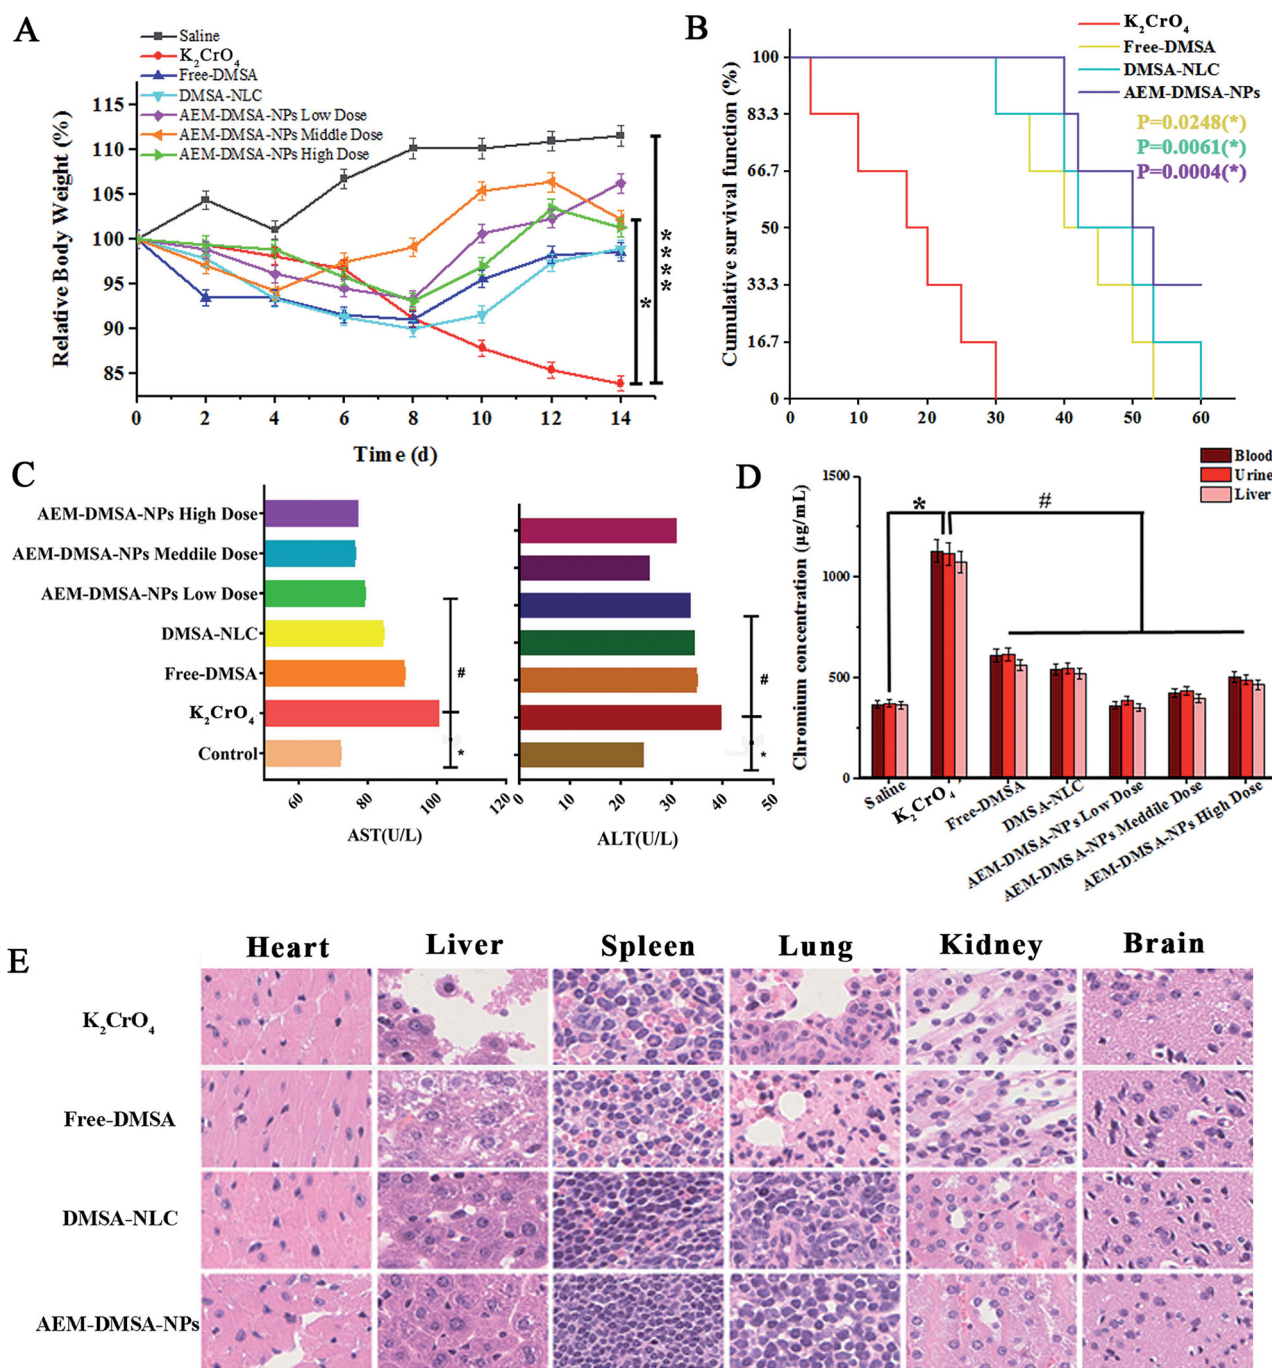 A
Saline
K₂CrO₄
Free-DMSA
DMSA-NLC
AEM-DMSA-NPs Low Dose
AEM-DMSA-NPs Middle Dose
AEM-DMSA-NPs High Dose
Relative Body Weight (%)
115
110
105
100
95
90
85
0 2 4 6 8 10 12 14
Time (d)
*
****
B
K₂CrO₄
Free-DMSA
DMSA-NLC
AEM-DMSA-NPs
P=0.0248(*)
P=0.0061(*)
P=0.0004(*)
Cumulative survival function (%)
100
83.3
66.7
50
33.3
16.7
0
0 10 20 30 40 50 60
C
AEM-DMSA-NPs High Dose
AEM-DMSA-NPs Meddile Dose
AEM-DMSA-NPs Low Dose
DMSA-NLC
Free-DMSA
K₂CrO₄
Control
#
*
60 80 100 120
AST(U/L)
#
*
0 10 20 30 40 50
ALT(U/L)
D
Blood
Urine
Liver
Chromium concentration (µg/mL)
1500
1000
500
0
* #
Saline
K₂CrO₄
Free-DMSA
DMSA-NLC
AEM-DMSA-NPs Low Dose
AEM-DMSA-NPs Meddile Dose
AEM-DMSA-NPs High Dose
E
Heart Liver Spleen Lung Kidney Brain
K₂CrO₄
Free-DMSA
DMSA-NLC
AEM-DMSA-NPs